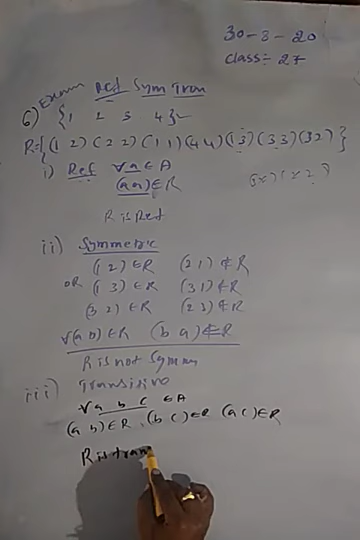 30-8-20
class:- 27
Examin Ref Sym Tran
6) {1 2 3 4}
R={(1 2)(2 2)(1 1)(4 4)(1 3)(3 3)(3 2)}
i) Ref ∀a∈A
(a a)∈R
R is Ref
ii) Symmetric
(1 2)∈R (2 1)∉R
OR (1 3)∈R (3 1)∉R
(3 2)∈R (2 3)∉R
∀(a b)∈R (b a)∉R
R is not Symm
iii) Transitive
∀a b c ∈A
(a b)∈R, (b c)∈R (a c)∈R
R is tran